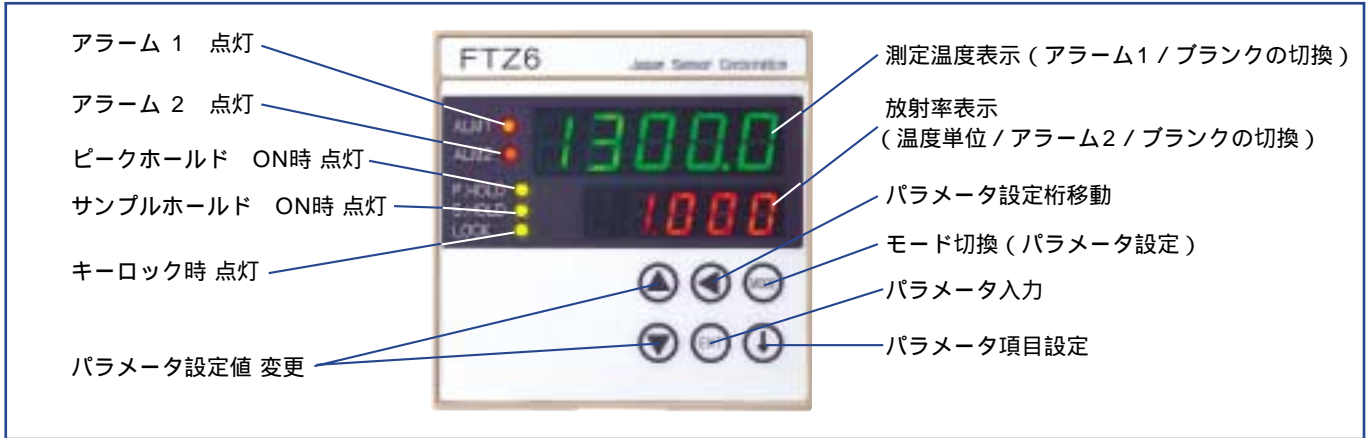 アラーム 1　点灯
アラーム 2　点灯
ピークホールド　ON時 点灯
サンプルホールド　ON時 点灯
キーロック時 点灯
パラメータ設定値 変更
FTZ6
Japan Sensor Corporation
ALM1
ALM2
P.HOLD
S.HOLD
LOCK
1300.0
1.000
MODE
ENT
測定温度表示 ( アラーム1 / ブランクの切換 )
放射率表示
( 温度単位 / アラーム2 / ブランクの切換 )
パラメータ設定桁移動
モード切換 ( パラメータ設定 )
パラメータ入力
パラメータ項目設定